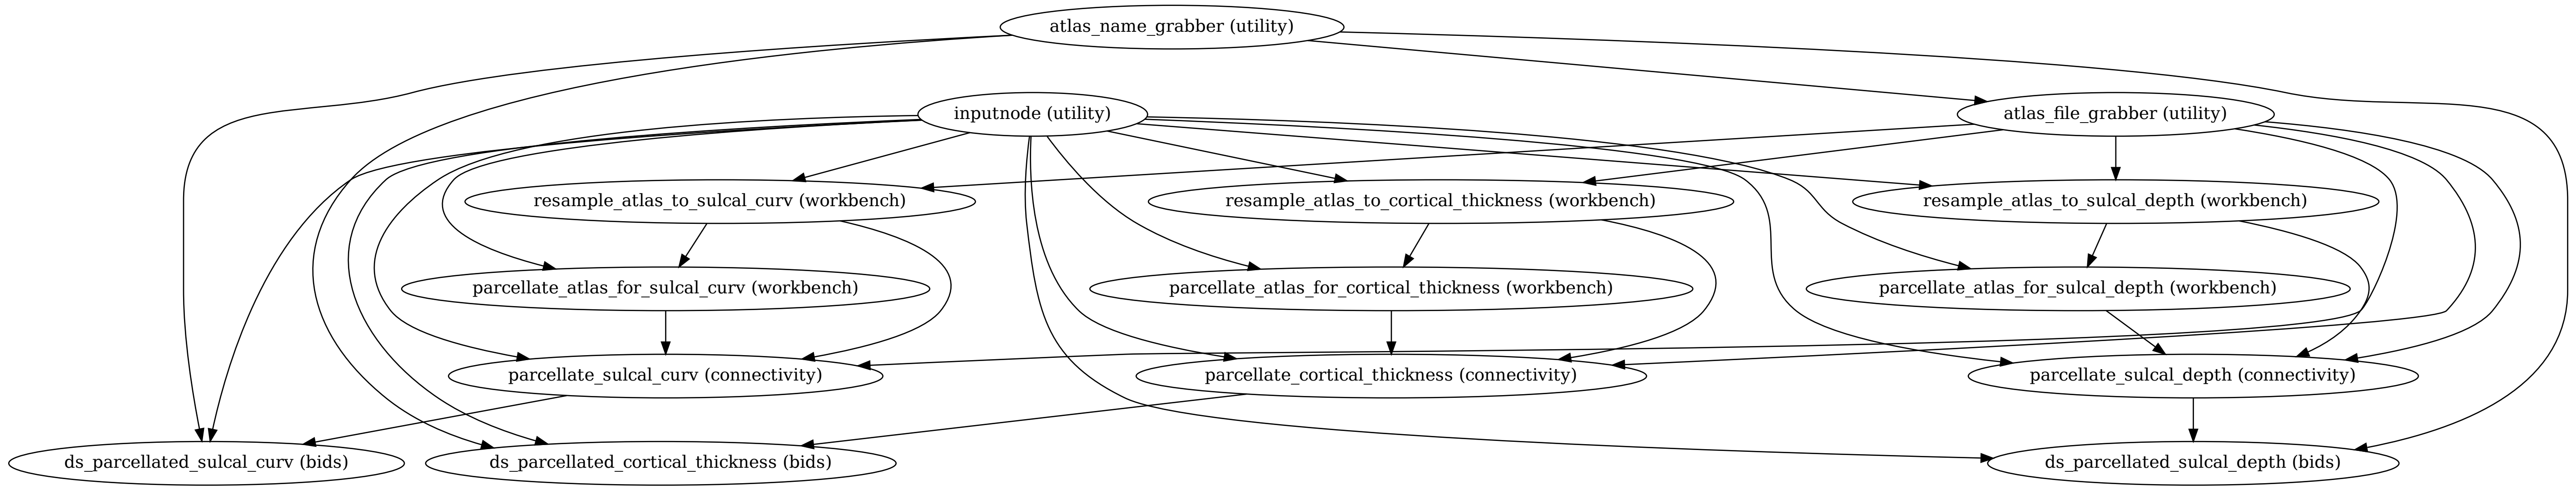 atlas_name_grabber (utility)
inputnode (utility)
atlas_file_grabber (utility)
resample_atlas_to_sulcal_curv (workbench)
resample_atlas_to_cortical_thickness (workbench)
resample_atlas_to_sulcal_depth (workbench)
parcellate_atlas_for_sulcal_curv (workbench)
parcellate_atlas_for_cortical_thickness (workbench)
parcellate_atlas_for_sulcal_depth (workbench)
parcellate_sulcal_curv (connectivity)
parcellate_cortical_thickness (connectivity)
parcellate_sulcal_depth (connectivity)
ds_parcellated_sulcal_curv (bids)
ds_parcellated_cortical_thickness (bids)
ds_parcellated_sulcal_depth (bids)